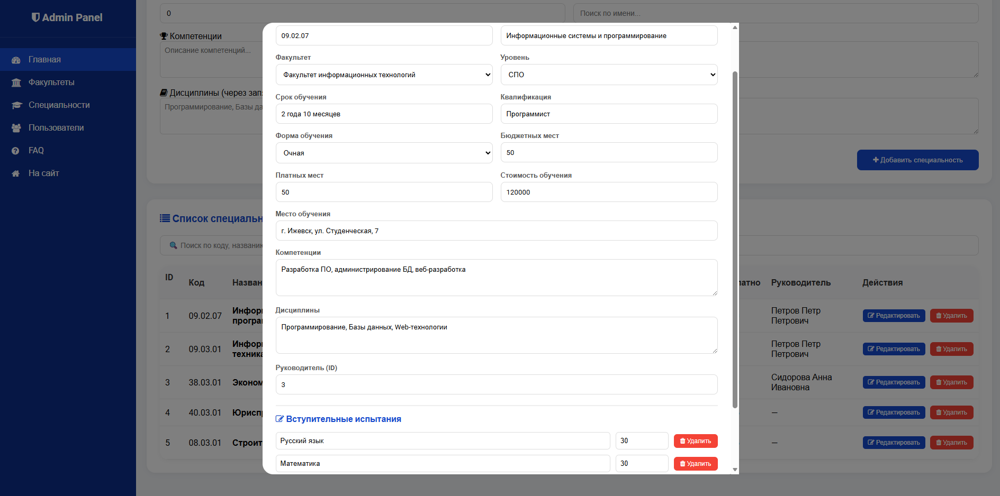 Admin Panel
Главная
Факультеты
Специальности
Пользователи
FAQ
На сайт
0
Поиск по имени...
Компетенции
Описание компетенций...
Дисциплины (через зап
Программирование, Базы да
Добавить специальность
Список специальн
Поиск по коду, названию
ID
Код
Назван
латно
Руководитель
Действия
1
09.02.07
Инфор
програ
Петров Петр
Петрович
Редактировать
Удалить
2
09.03.01
Инфор
техника
Петров Петр
Петрович
Редактировать
Удалить
3
38.03.01
Эконом
Сидорова Анна
Ивановна
Редактировать
Удалить
4
40.03.01
Юриспр
—
Редактировать
Удалить
5
08.03.01
Строит
—
Редактировать
Удалить
09.02.07
Информационные системы и программирование
Факультет
Уровень
Факультет информационных технологий
СПО
Срок обучения
Квалификация
2 года 10 месяцев
Программист
Форма обучения
Бюджетных мест
Очная
50
Платных мест
Стоимость обучения
50
120000
Место обучения
г. Ижевск, ул. Студенческая, 7
Компетенции
Разработка ПО, администрирование БД, веб-разработка
Дисциплины
Программирование, Базы данных, Web-технологии
Руководитель (ID)
3
Вступительные испытания
Русский язык
30
Удалить
Математика
30
Удалить